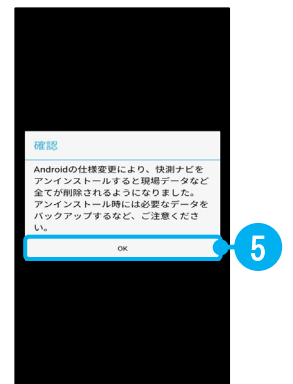 確認
Androidの仕様変更により、快測ナビを
アンインストールすると現場データなど
全てが削除されるようになりました。
アンインストール時には必要なデータを
バックアップするなど、ご注意くださ
い。
OK
5